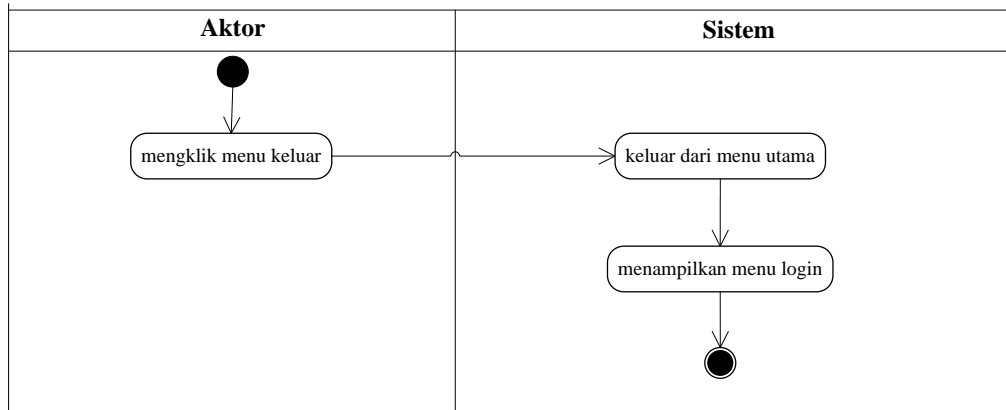 Aktor
Sistem
mengklik menu keluar
keluar dari menu utama
menampilkan menu login